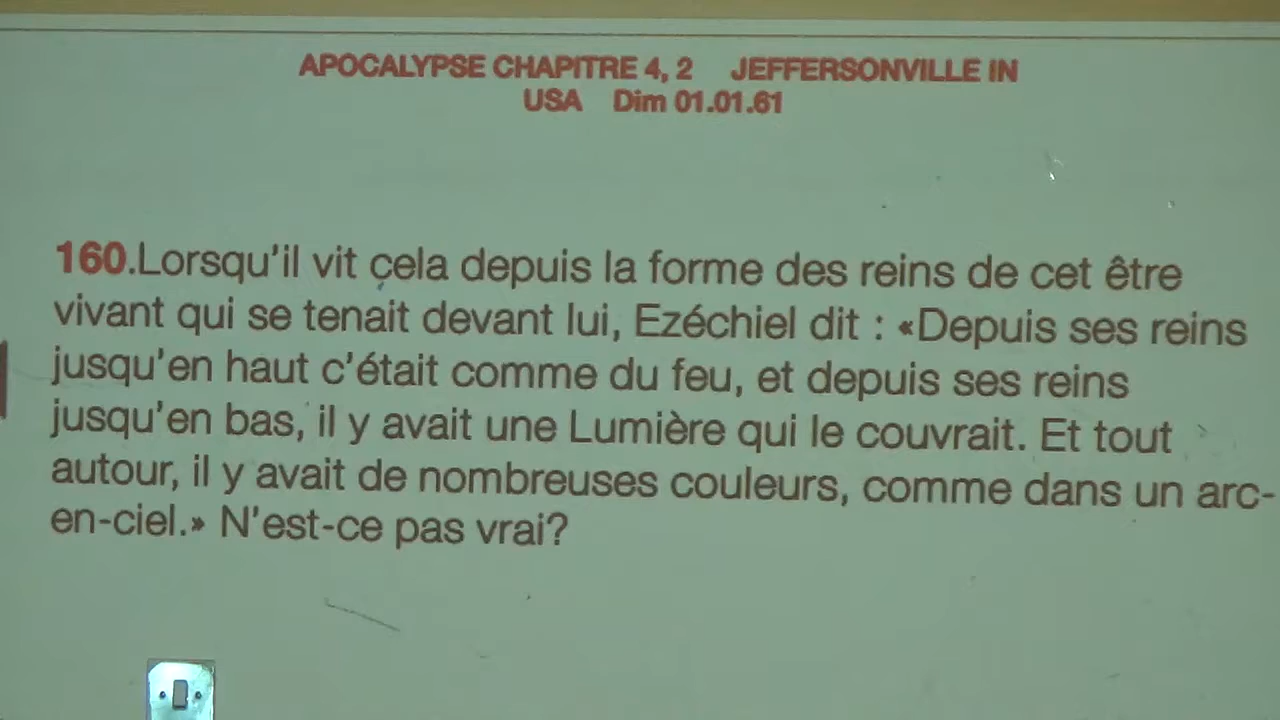 APOCALYPSE CHAPITRE 4, 2 JEFFERSONVILLE IN
USA Dim 01.01.61
160.Lorsqu'il vit cela depuis la forme des reins de cet être
vivant qui se tenait devant lui, Ezéchiel dit : «Depuis ses reins
jusqu'en haut c'était comme du feu, et depuis ses reins
jusqu'en bas, il y avait une Lumière qui le couvrait. Et tout
autour, il y avait de nombreuses couleurs, comme dans un arc-
en-ciel.» N'est-ce pas vrai?